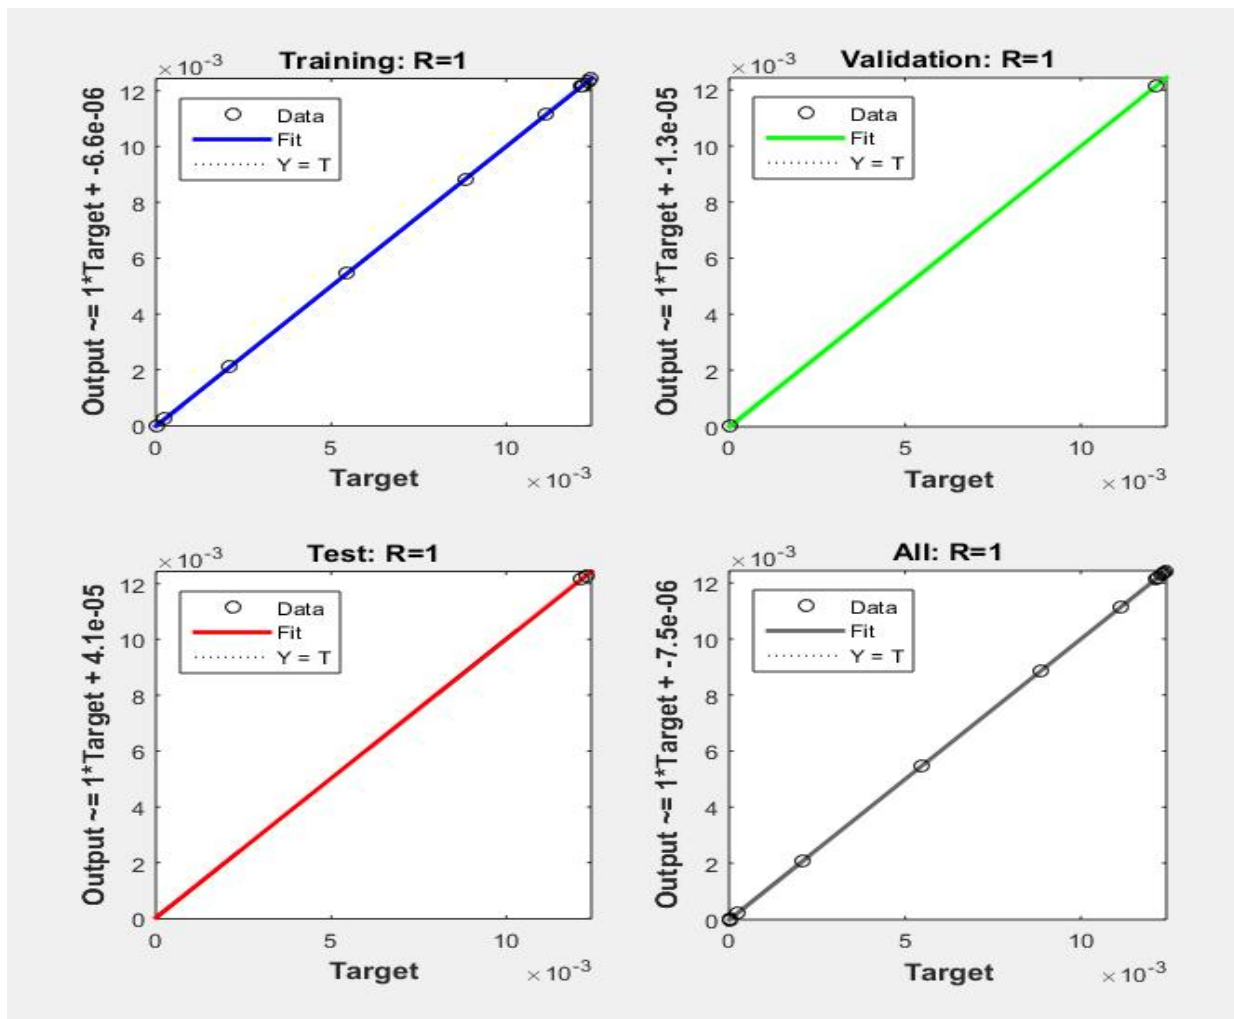 Training: R=1
×10⁻³
Output ~= 1*Target + -6.6e-06
12
10
8
6
4
2
0
Data
Fit
Y = T
0 5 10
Target
×10⁻³
Validation: R=1
×10⁻³
Output ~= 1*Target + -1.3e-05
12
10
8
6
4
2
0
Data
Fit
Y = T
0 5 10
Target
×10⁻³
Test: R=1
×10⁻³
Output ~= 1*Target + 4.1e-05
12
10
8
6
4
2
0
Data
Fit
Y = T
0 5 10
Target
×10⁻³
All: R=1
×10⁻³
Output ~= 1*Target + -7.5e-06
12
10
8
6
4
2
0
Data
Fit
Y = T
0 5 10
Target
×10⁻³